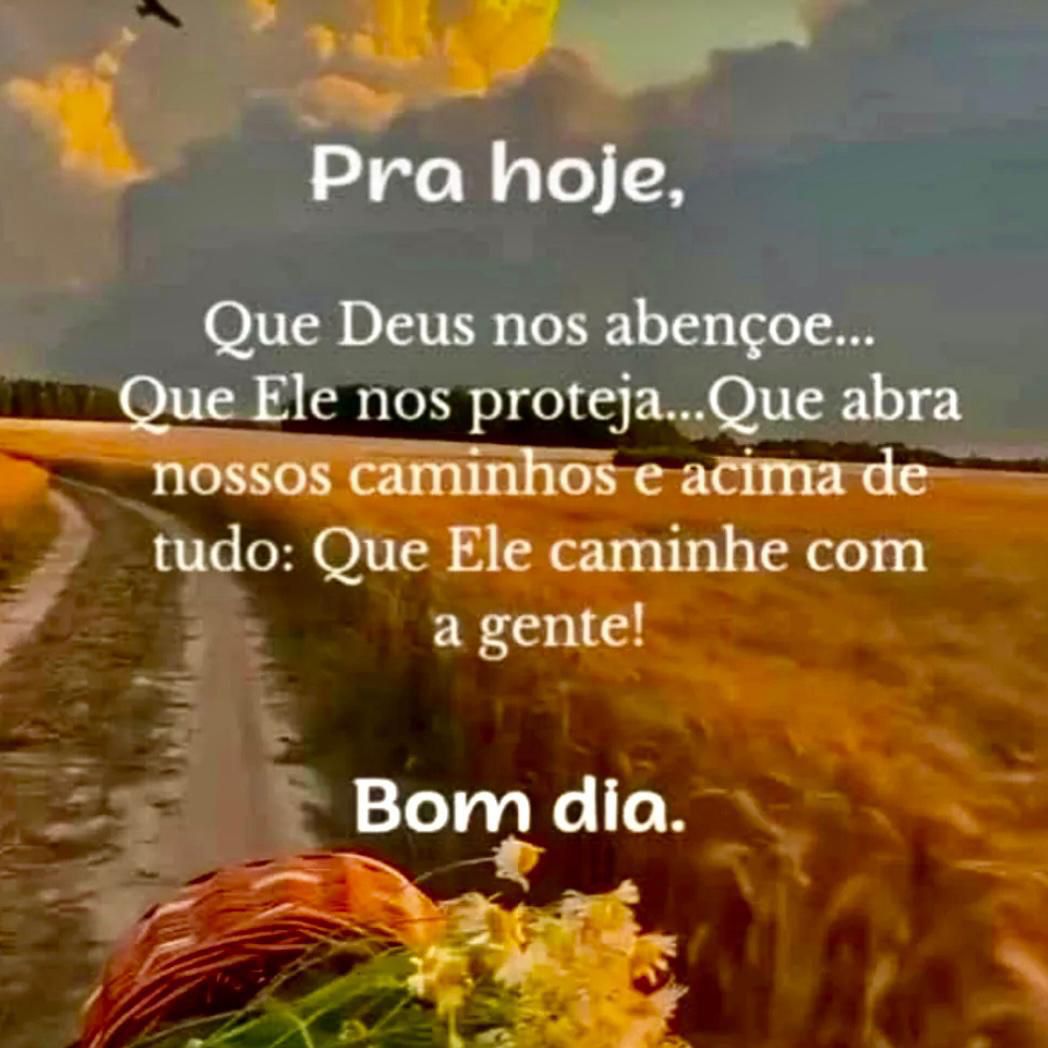 Pra hoje,
Que Deus nos abençoe...
Que Ele nos proteja...Que abra
nossos caminhos e acima de
tudo: Que Ele caminhe com
a gente!
Bom dia.